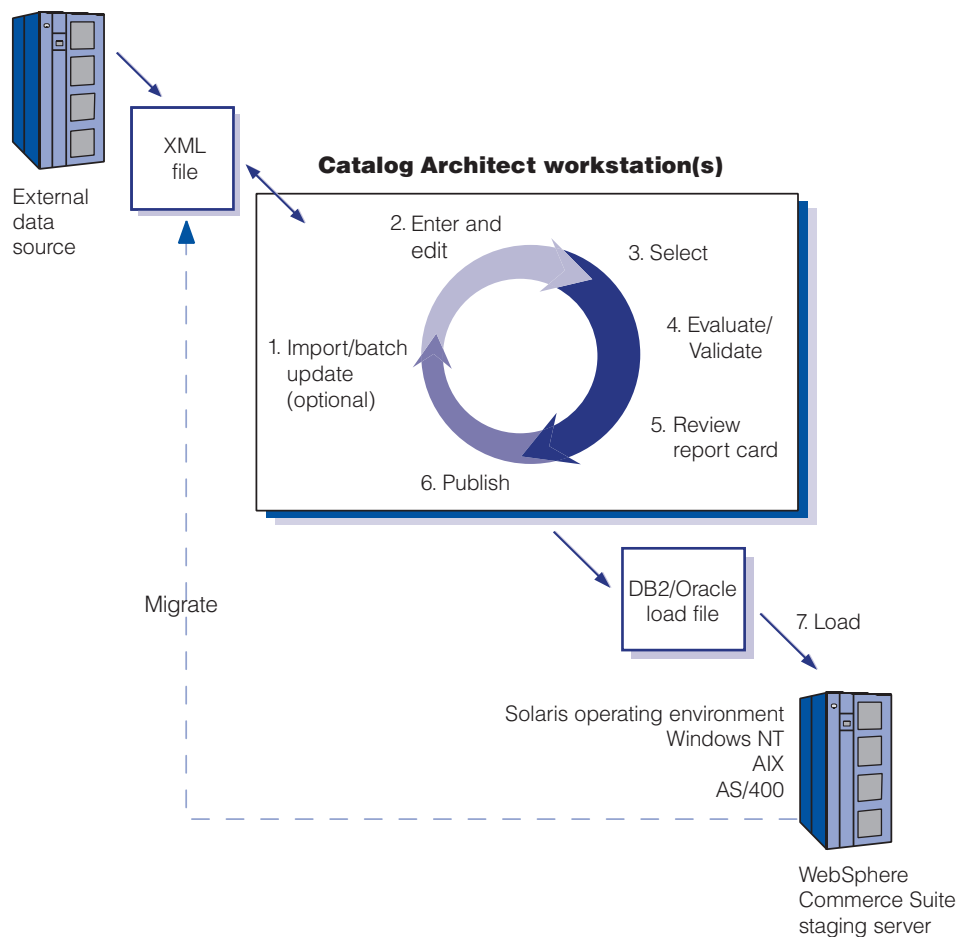 XML
file
External
data
source
Catalog Architect workstation(s)
2. Enter and
edit
3. Select
1. Import/batch
update
(optional)
4. Evaluate/
Validate
5. Review
report card
6. Publish
Migrate
DB2/Oracle
load file
7. Load
Solaris operating environment
Windows NT
AIX
AS/400
WebSphere
Commerce Suite
staging server